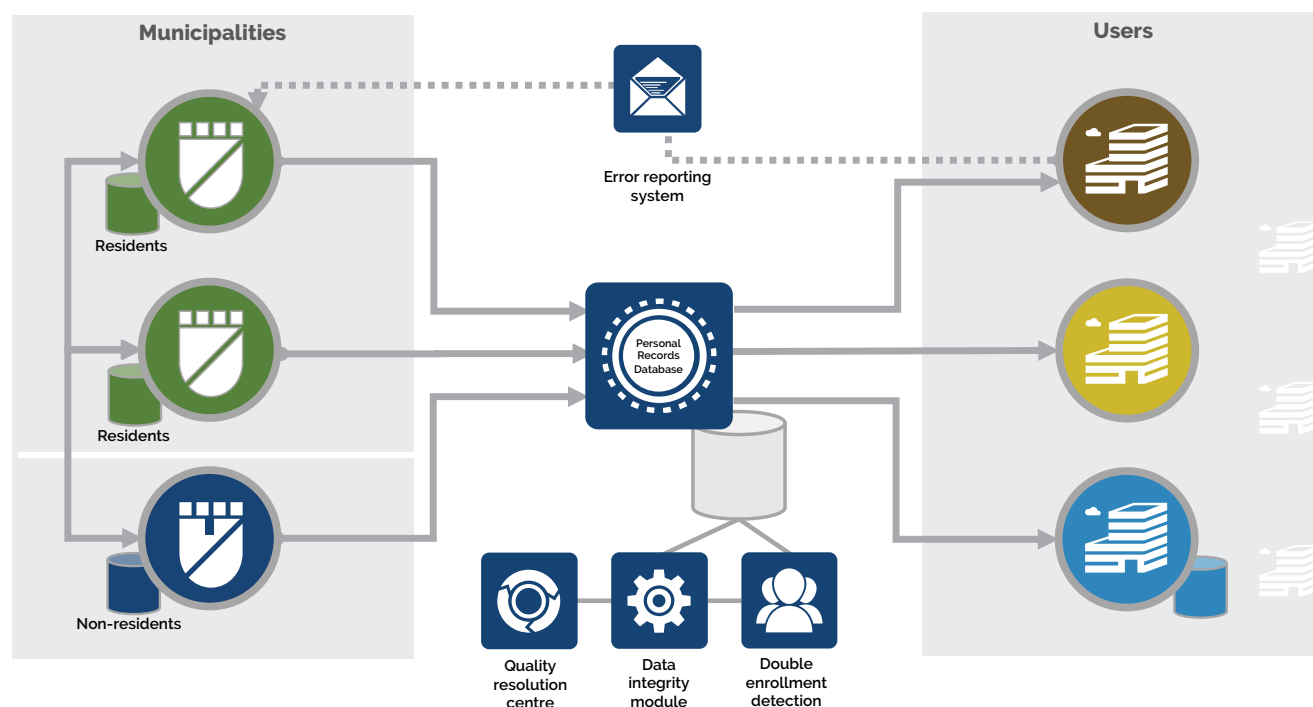 Municipalities
Users
Error reporting
system
Residents
Personal
Records
Database
Residents
Non-residents
Quality
resolution
centre
Data
integrity
module
Double
enrollment
detection